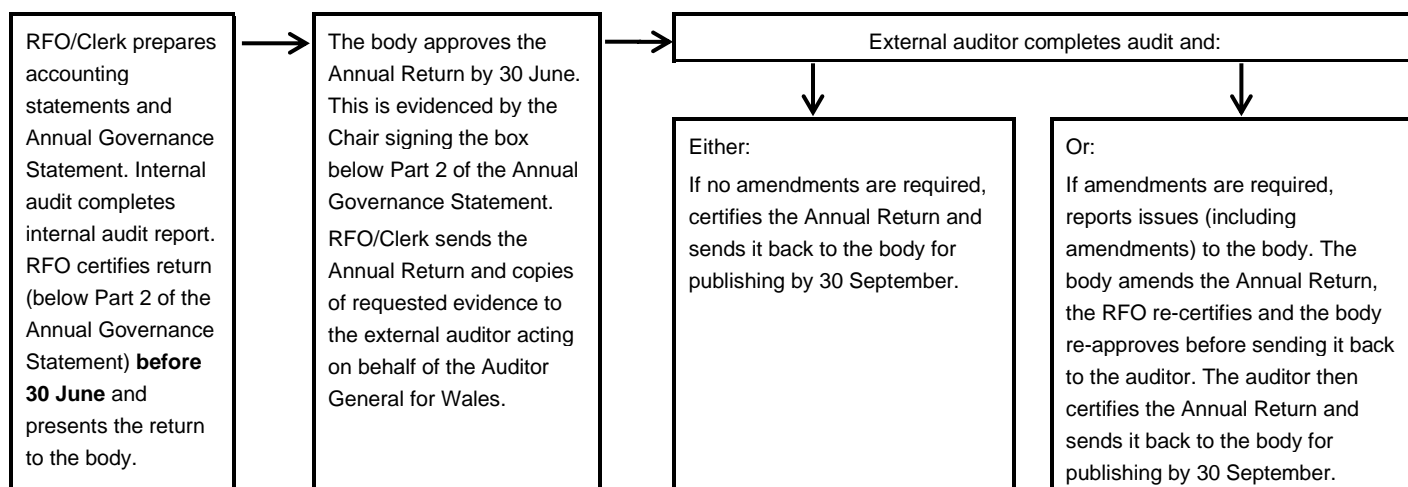 RFO/Clerk prepares
accounting
statements and
Annual Governance
Statement. Internal
audit completes
internal audit report.
RFO certifies return
(below Part 2 of the
Annual Governance
Statement) before
30 June and
presents the return
to the body.
The body approves the
Annual Return by 30 June.
This is evidenced by the
Chair signing the box
below Part 2 of the Annual
Governance Statement.
RFO/Clerk sends the
Annual Return and copies
of requested evidence to
the external auditor acting
on behalf of the Auditor
General for Wales.
External auditor completes audit and:
Either:
If no amendments are required,
certifies the Annual Return and
sends it back to the body for
publishing by 30 September.
Or:
If amendments are required,
reports issues (including
amendments) to the body. The
body amends the Annual Return,
the RFO re-certifies and the body
re-approves before sending it back
to the auditor. The auditor then
certifies the Annual Return and
sends it back to the body for
publishing by 30 September.